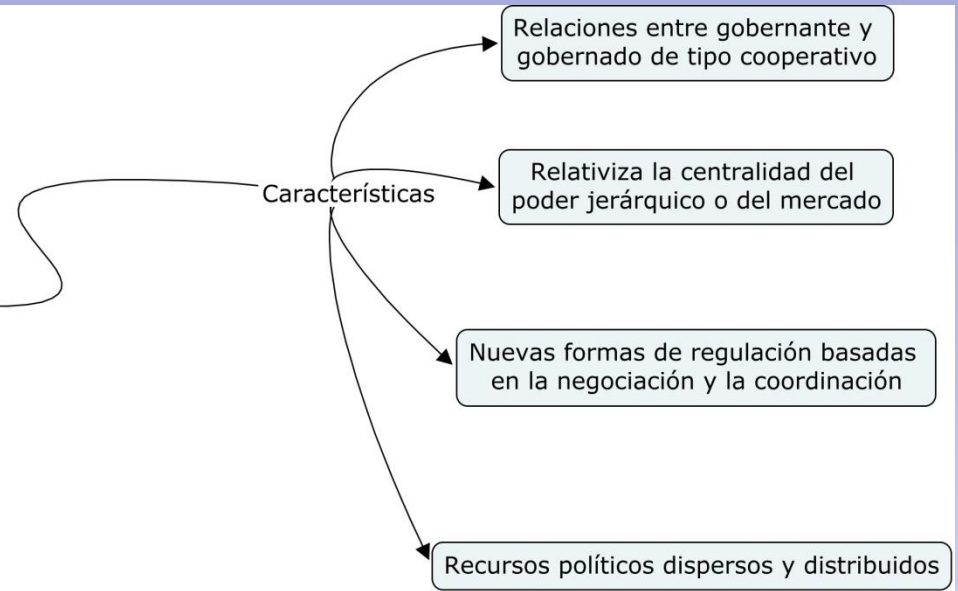 Relaciones entre gobernante y
gobernado de tipo cooperativo
Relativiza la centralidad del
poder jerárquico o del mercado
Características
Nuevas formas de regulación basadas
en la negociación y la coordinación
Recursos políticos dispersos y distribuidos